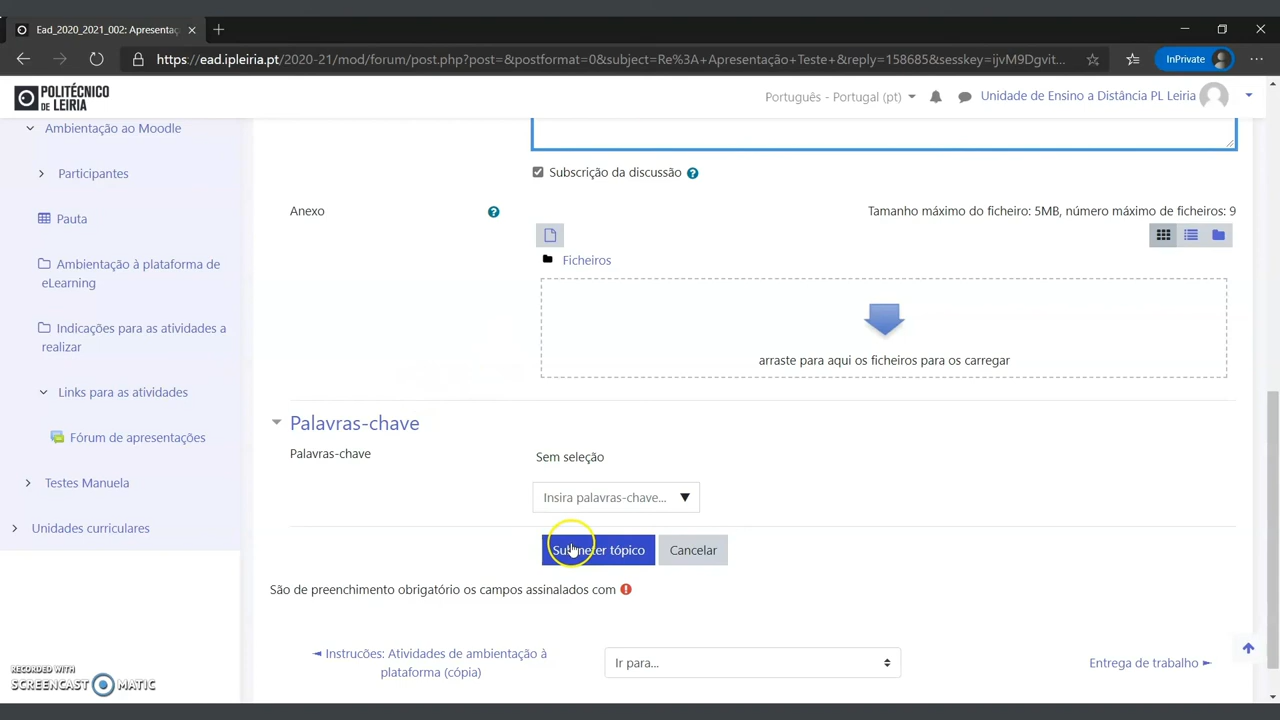 Ead_2020_2021_002: Apresentaç
https://ead.ipleiria.pt/2020-21/mod/forum/post.php?post=&postformat=0&subject=Re%3A+Apresentação+Teste+&reply=158685&sesskey=ijvM9Dgvit...
InPrivate
POLITÉCNICO
DE LEIRIA
Português - Portugal (pt)
Unidade de Ensino a Distância PL Leiria
Ambientação ao Moodle
Participantes
Pauta
Ambientação à plataforma de
eLearning
Indicações para as atividades a
realizar
Links para as atividades
Fórum de apresentações
Testes Manuela
Unidades curriculares
Subscrição da discussão
Anexo
Tamanho máximo do ficheiro: 5MB, número máximo de ficheiros: 9
Ficheiros
arraste para aqui os ficheiros para os carregar
Palavras-chave
Palavras-chave
Sem seleção
Insira palavras-chave...
Submeter tópico
Cancelar
São de preenchimento obrigatório os campos assinalados com
◄ Instrucões: Atividades de ambientação à
plataforma (cópia)
Ir para...
Entrega de trabalho ►
RECORDED WITH
SCREENCAST MATIC